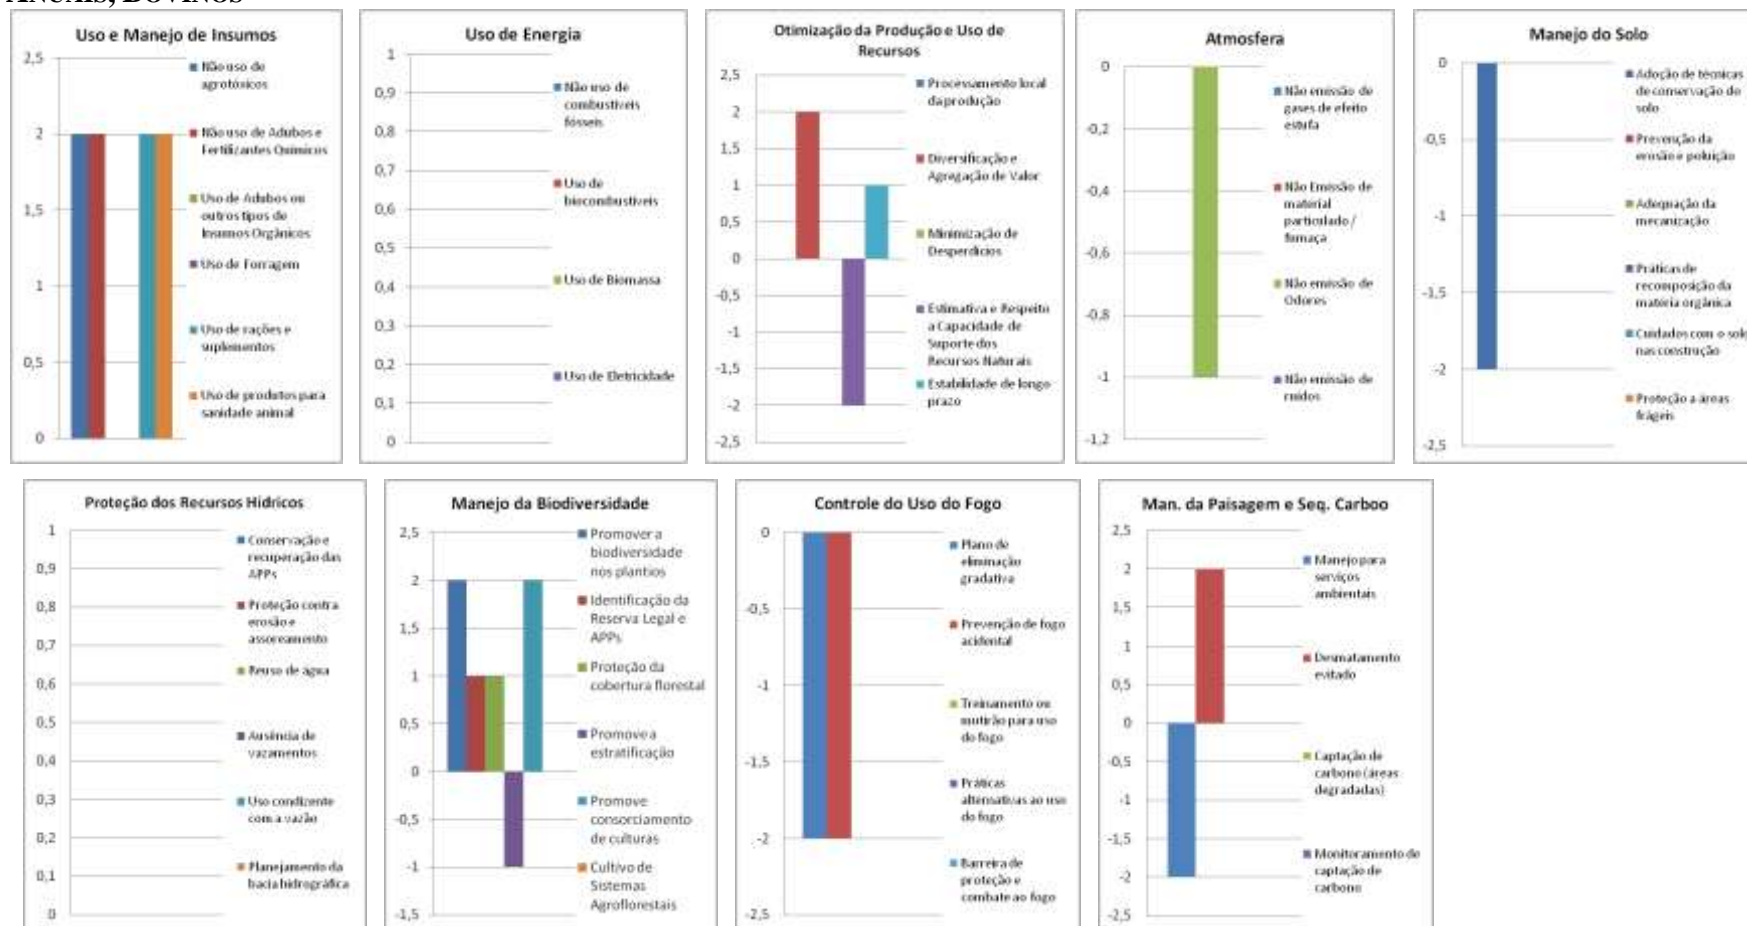 ANUAIS, BOVINOS
Uso e Manejo de Insumos
2,5
2
1,5
1
0,5
0
Não uso de
agrotóxicos
Não uso de Adubos e
Fertilizantes Químicos
Uso de Adubos ou
outros tipos de
Insumos Orgânicos
Uso de Forragem
Uso de rações e
suplementos
Uso de produtos para
sanidade animal
Uso de Energia
1
0,9
0,8
0,7
0,6
0,5
0,4
0,3
0,2
0,1
0
Não uso de
combustíveis
fósseis
Uso de
biocombustíveis
Uso de Biomassa
Uso de Eletricidade
Otimização da Produção e Uso de
Recursos
2,5
2
1,5
1
0,5
0
-0,5
-1
-1,5
-2
-2,5
Processamento local
da produção
Diversificação e
Agregação de Valor
Minimização de
Desperdícios
Estimativa e Respeito
a Capacidade de
Suporte dos
Recursos Naturais
Estabilidade de longo
prazo
Atmosfera
0
-0,2
-0,4
-0,6
-0,8
-1
-1,2
Não emissão de
gases de efeito
estufa
Não Emissão de
material
particulado /
fumaça
Não emissão de
Odores
Não emissão de
ruídos
Manejo do Solo
0
-0,5
-1
-1,5
-2
-2,5
Adoção de técnicas
de conservação de
solo
Prevenção da
erosão e poluição
Adequação da
mecanização
Práticas de
recomposição da
matéria orgânica
Cuidados com o solo
nas construção
Proteção a áreas
frágeis
Proteção dos Recursos Hídricos
1
0,9
0,8
0,7
0,6
0,5
0,4
0,3
0,2
0,1
0
Conservação e
recuperação das
APPs
Proteção contra
erosão e
assoreamento
Reuso de água
Ausência de
vazamentos
Uso condizente
com a vazão
Planejamento da
bacia hidrográfica
Manejo da Biodiversidade
2,5
2
1,5
1
0,5
0
-0,5
-1
-1,5
Promover a
biodiversidade
nos plantios
Identificação da
Reserva Legal e
APPs
Proteção da
cobertura florestal
Promove a
estratificação
Promove
consorciamento
de culturas
Cultivo de
Sistemas
Agroflorestais
Controle do Uso do Fogo
0
-0,5
-1
-1,5
-2
-2,5
Plano de
eliminação
gradativa
Prevenção de fogo
acidental
Treinamento ou
mutirão para uso
do fogo
Práticas
alternativas ao uso
do fogo
Barreira de
proteção e
combate ao fogo
Man. da Paisagem e Seq. Carboo
2,5
2
1,5
1
0,5
0
-0,5
-1
-1,5
-2
-2,5
Manejo para
serviços
ambientais
Desmatamento
evitado
Captação de
carbono (áreas
degradadas)
Monitoramento de
captação de
carbono